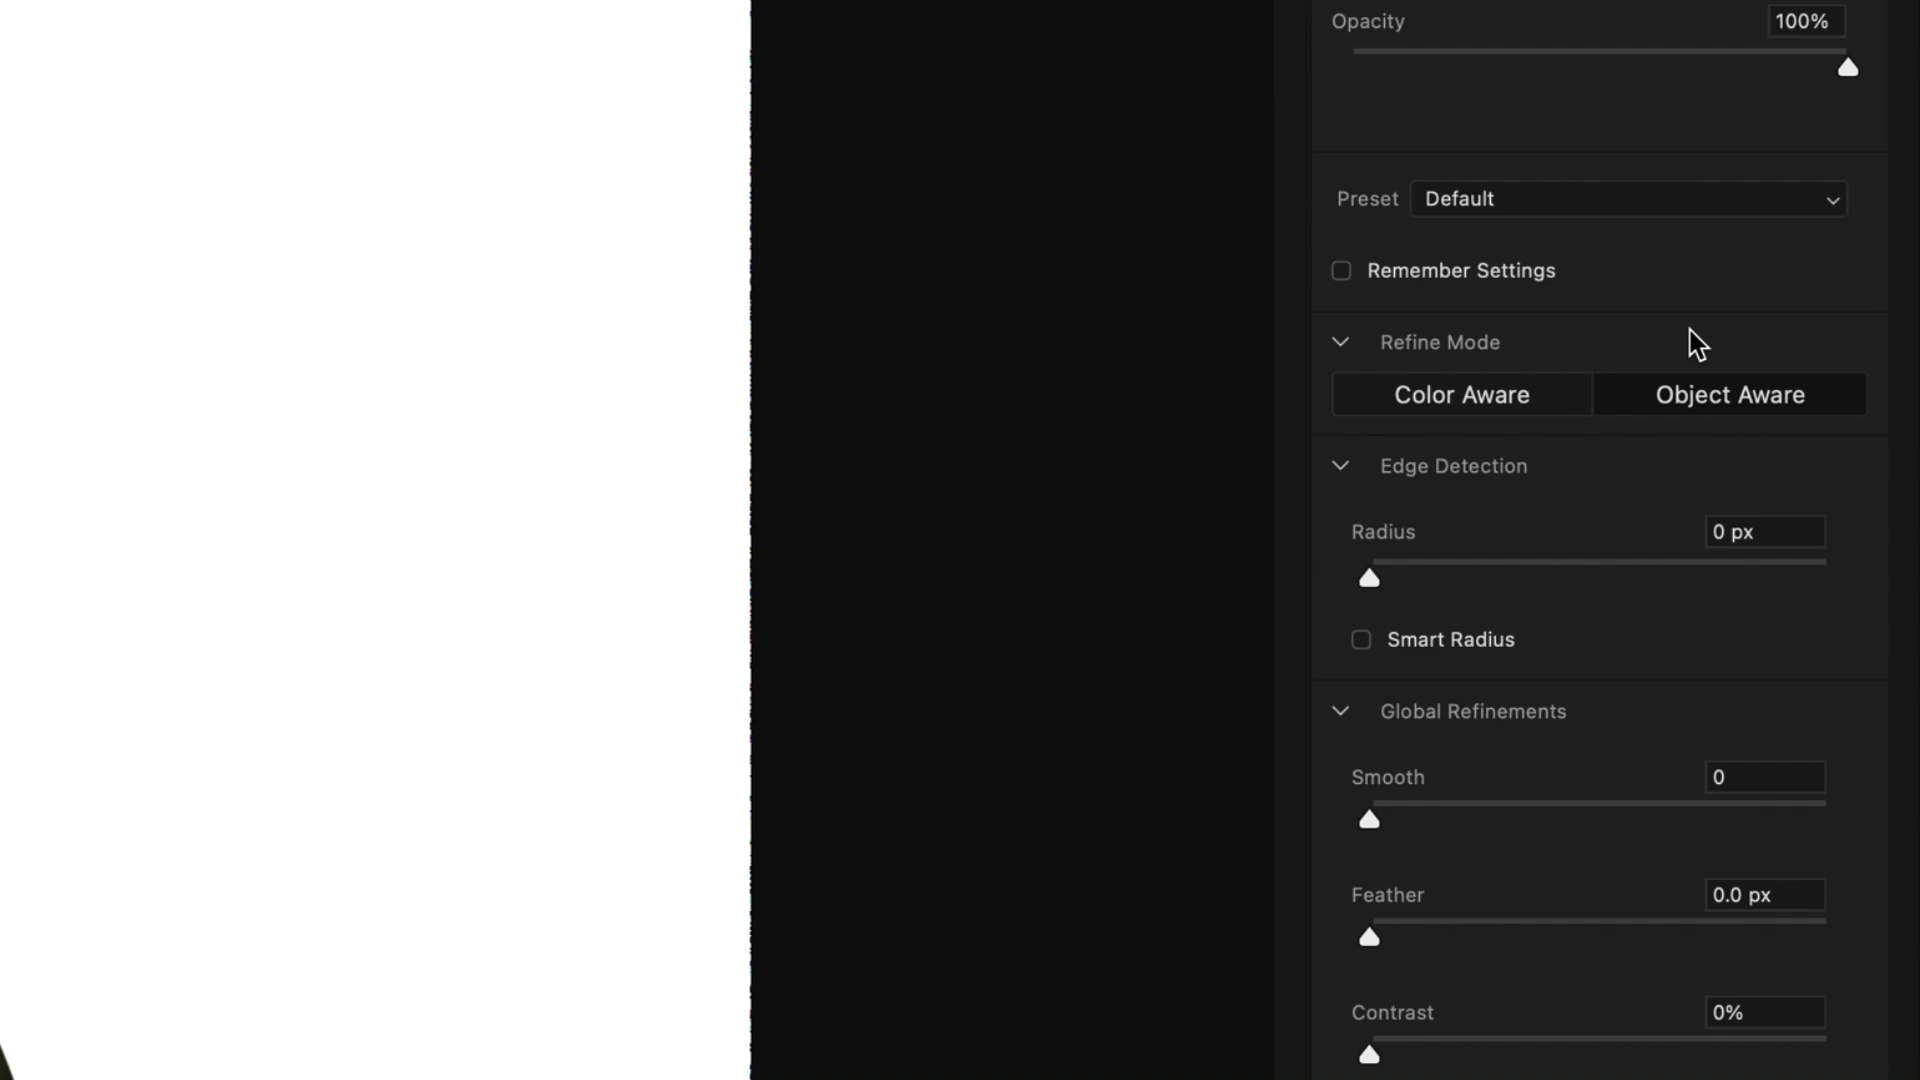 Opacity 100%
Preset Default
Remember Settings
Refine Mode
Color Aware Object Aware
Edge Detection
Radius 0 px
Smart Radius
Global Refinements
Smooth 0
Feather 0.0 px
Contrast 0%